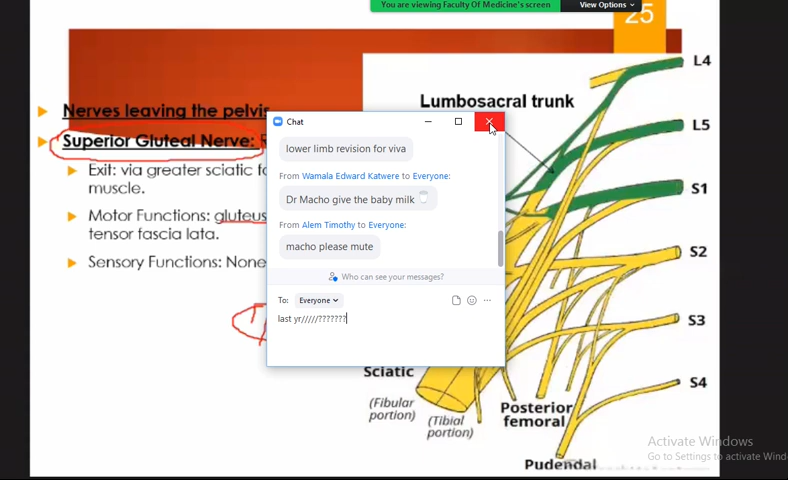 You are viewing Faculty Of Medicine's screen
View Options
25
L4
Lumbosacral trunk
Nerves leaving the pelvis
L5
Superior Gluteal Nerve:
Exit: via greater sciatic
muscle.
S1
Motor Functions: gluteus
tensor fascia lata.
Sensory Functions: None
Chat
lower limb revision for viva
From Wamala Edward Katwere to Everyone:
Dr Macho give the baby milk 🥛
From Alem Timothy to Everyone:
macho please mute
Who can see your messages?
To: Everyone
last yr/////???????
S2
S3
S4
Sciatic
(Fibular
portion)
(Tibial
portion)
Posterior
femoral
Pudendal
Activate Windows
Go to Settings to activate Wind